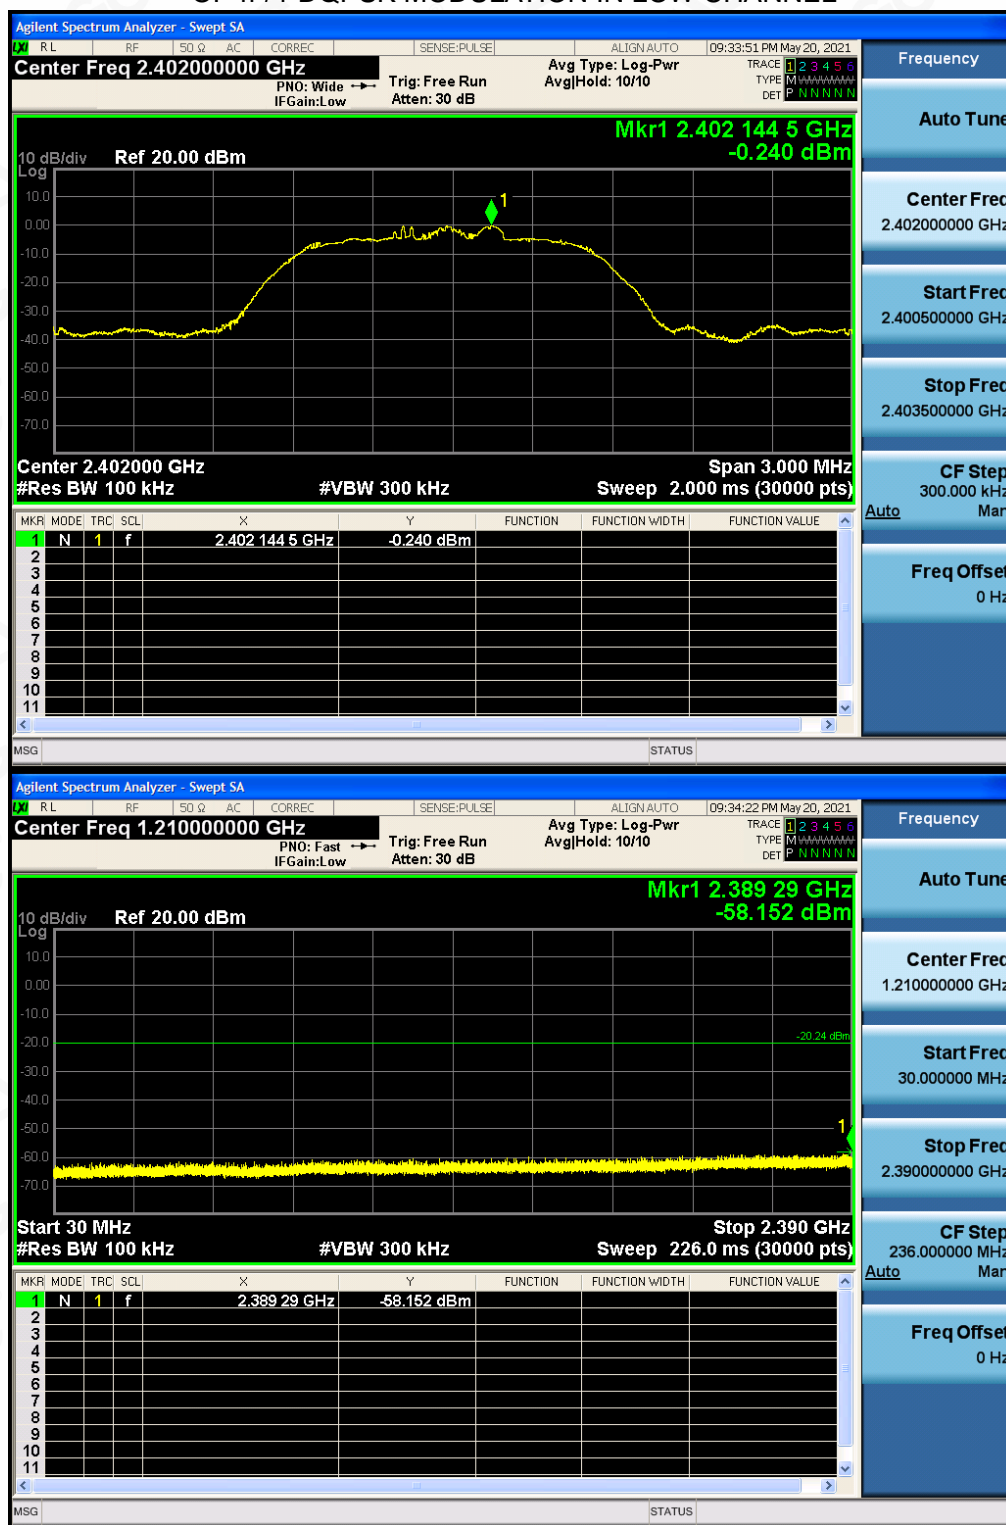 Agilent Spectrum Analyzer - Swept SA
LXI RL RF 50 Ω AC CORREC SENSE:PULSE ALIGN AUTO 09:33:51 PM May 20, 2021
Center Freq 2.402000000 GHz
PNO: Wide
IFGain:Low
Trig: Free Run
Atten: 30 dB
Avg Type: Log-Pwr
Avg|Hold: 10/10
TRACE 1 2 3 4 5 6
TYPE M
DET P N N N N N
Frequency
Auto Tune
Center Freq
2.402000000 GHz
Start Freq
2.400500000 GHz
Stop Freq
2.403500000 GHz
CF Step
300.000 kHz
Auto Man
Freq Offset
0 Hz
Mkr1 2.402 144 5 GHz
-0.240 dBm
10 dB/div Ref 20.00 dBm
Log
10.0
0.00
-10.0
-20.0
-30.0
-40.0
-50.0
-60.0
-70.0
1
Center 2.402000 GHz Span 3.000 MHz
#Res BW 100 kHz #VBW 300 kHz Sweep 2.000 ms (30000 pts)
MKR MODE TRC SCL X Y FUNCTION FUNCTION WIDTH FUNCTION VALUE
1 N 1 f 2.402 144 5 GHz -0.240 dBm
2
3
4
5
6
7
8
9
10
11
MSG STATUS
Agilent Spectrum Analyzer - Swept SA
LXI RL RF 50 Ω AC CORREC SENSE:PULSE ALIGN AUTO 09:34:22 PM May 20, 2021
Center Freq 1.210000000 GHz
PNO: Fast
IFGain:Low
Trig: Free Run
Atten: 30 dB
Avg Type: Log-Pwr
Avg|Hold: 10/10
TRACE 1 2 3 4 5 6
TYPE M
DET P N N N N N
Frequency
Auto Tune
Center Freq
1.210000000 GHz
Start Freq
30.000000 MHz
Stop Freq
2.390000000 GHz
CF Step
236.000000 MHz
Auto Man
Freq Offset
0 Hz
Mkr1 2.389 29 GHz
-58.152 dBm
10 dB/div Ref 20.00 dBm
Log
10.0
0.00
-10.0
-20.0
-30.0
-40.0
-50.0
-60.0
-70.0
-20.24 dBm
1
Start 30 MHz Stop 2.390 GHz
#Res BW 100 kHz #VBW 300 kHz Sweep 226.0 ms (30000 pts)
MKR MODE TRC SCL X Y FUNCTION FUNCTION WIDTH FUNCTION VALUE
1 N 1 f 2.389 29 GHz -58.152 dBm
2
3
4
5
6
7
8
9
10
11
MSG STATUS